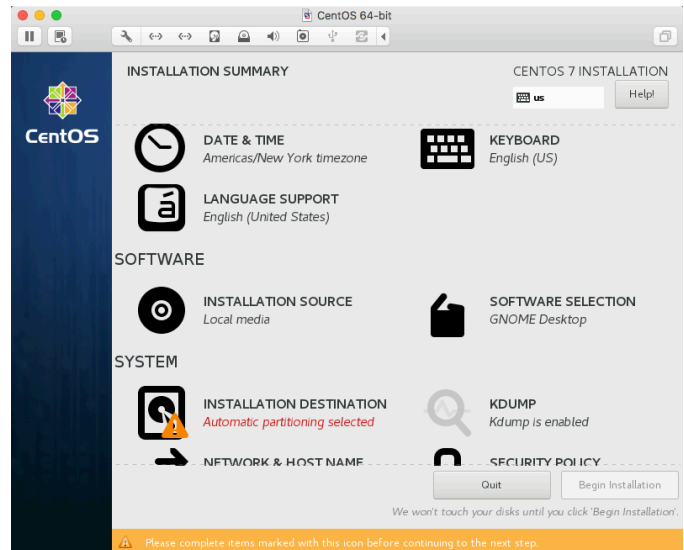 CentOS 64-bit
INSTALLATION SUMMARY
CENTOS 7 INSTALLATION
us
Help!
CentOS
DATE & TIME
Americas/New York timezone
KEYBOARD
English (US)
á
LANGUAGE SUPPORT
English (United States)
SOFTWARE
INSTALLATION SOURCE
Local media
SOFTWARE SELECTION
GNOME Desktop
SYSTEM
INSTALLATION DESTINATION
Automatic partitioning selected
KDUMP
Kdump is enabled
NETWORK & HOST NAME
SECURITY POLICY
Quit
Begin Installation
We won't touch your disks until you click 'Begin Installation'.
Please complete items marked with this icon before continuing to the next step.